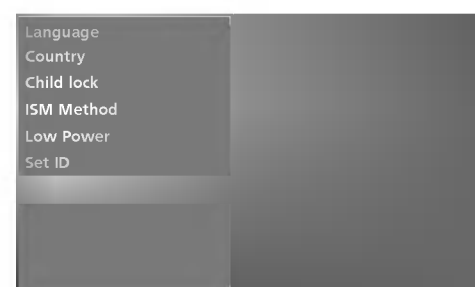 Language
Country
Child lock
ISM Method
Low Power
Set ID